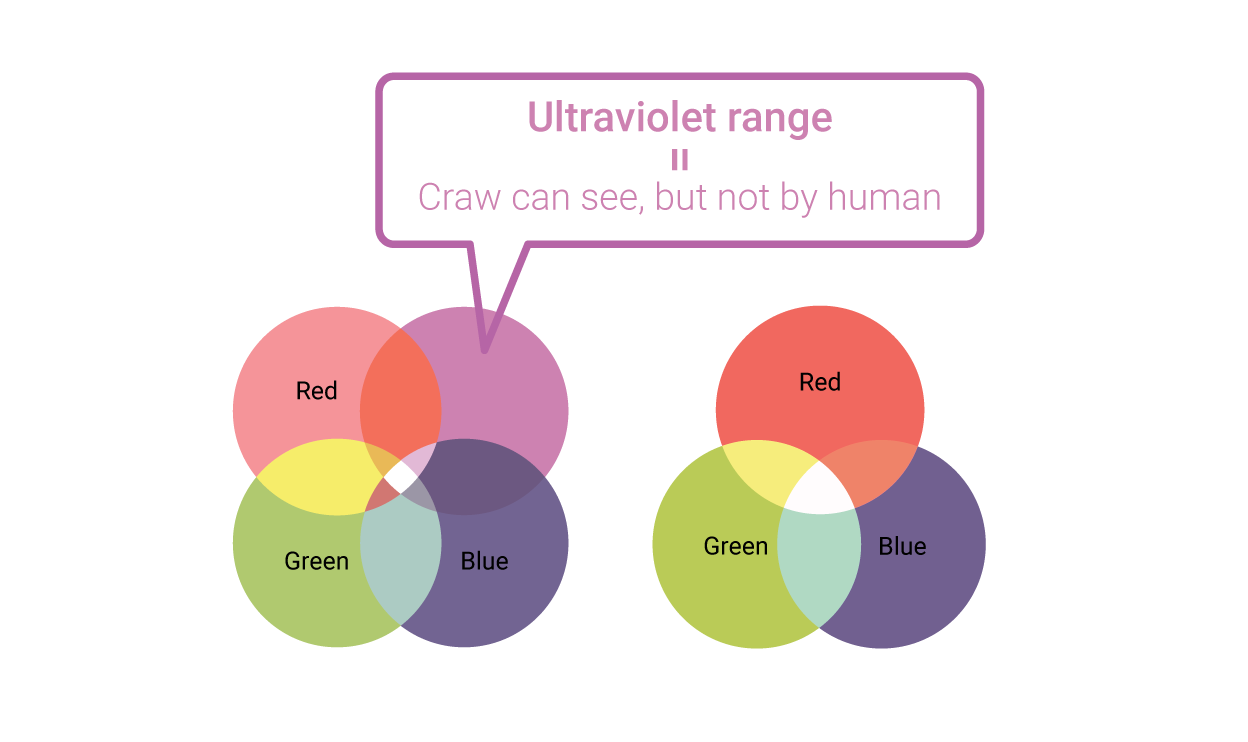 Ultraviolet range
=
Craw can see, but not by human
Red
Green
Blue
Red
Green
Blue